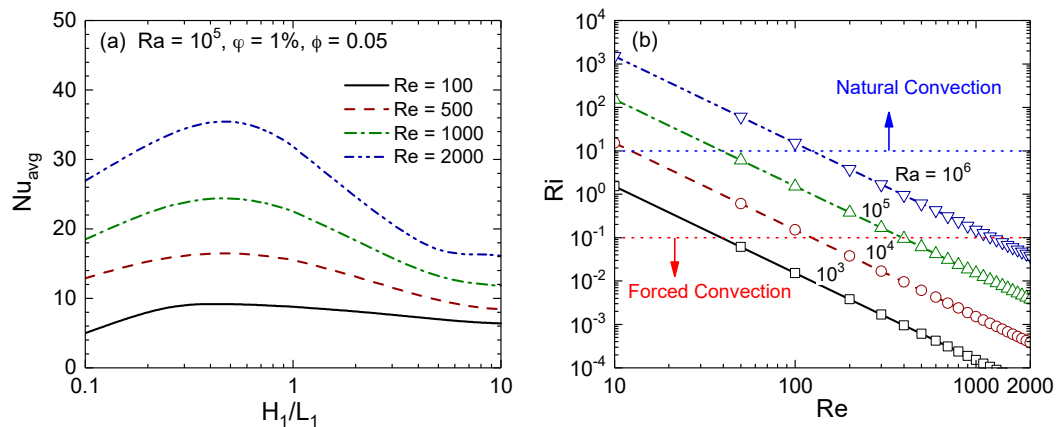 (a) Ra = 10⁵, φ = 1%, ϕ = 0.05
Re = 100
Re = 500
Re = 1000
Re = 2000
50
40
30
20
10
0
Nuavg
0.1
1
10
H₁/L₁
(b)
Natural Convection
Ra = 10⁶
10⁵
10⁴
10³
Forced Convection
10⁴
10³
10²
10¹
10⁰
10⁻¹
10⁻²
10⁻³
10⁻⁴
Ri
10
100
1000
2000
Re